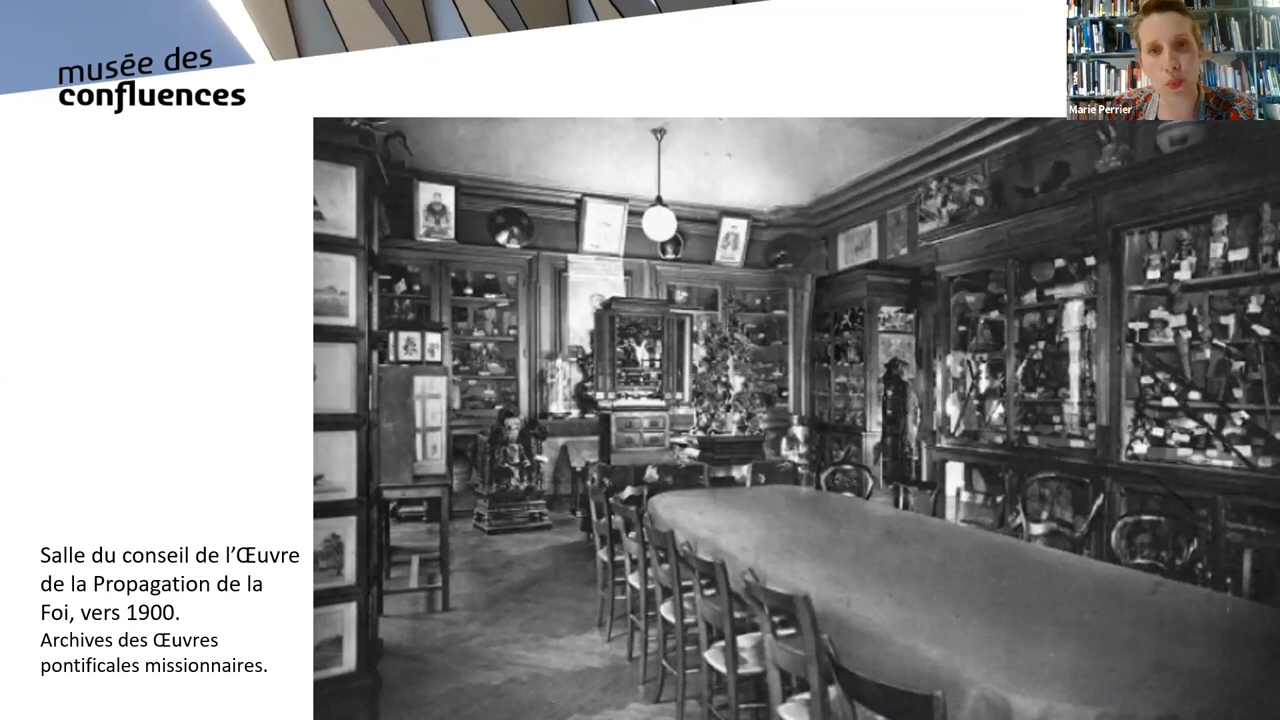 musée des
confluences
Marie Perrier
Salle du conseil de l’Œuvre
de la Propagation de la
Foi, vers 1900.
Archives des Œuvres
pontificales missionnaires.